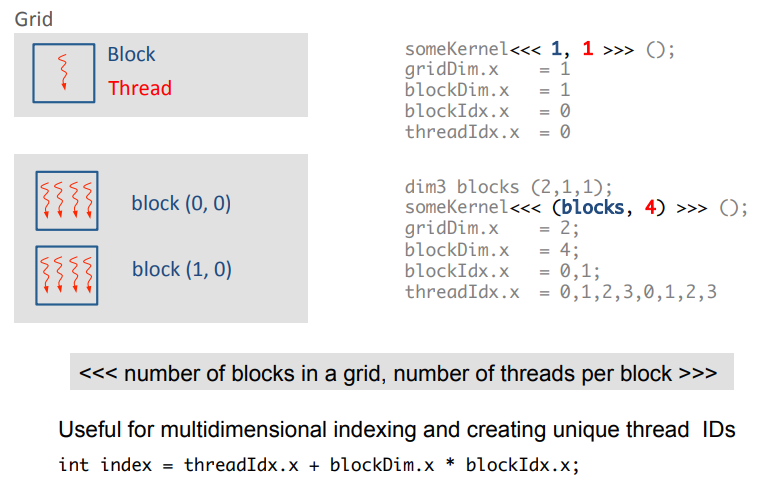 Grid
Block
Thread
someKernel<<< 1, 1 >>> ();
gridDim.x = 1
blockDim.x = 1
blockIdx.x = 0
threadIdx.x = 0
block (0, 0)
block (1, 0)
dim3 blocks (2,1,1);
someKernel<<< (blocks, 4) >>> ();
gridDim.x = 2;
blockDim.x = 4;
blockIdx.x = 0,1;
threadIdx.x = 0,1,2,3,0,1,2,3
<<< number of blocks in a grid, number of threads per block >>>
Useful for multidimensional indexing and creating unique thread IDs
int index = threadIdx.x + blockDim.x * blockIdx.x;